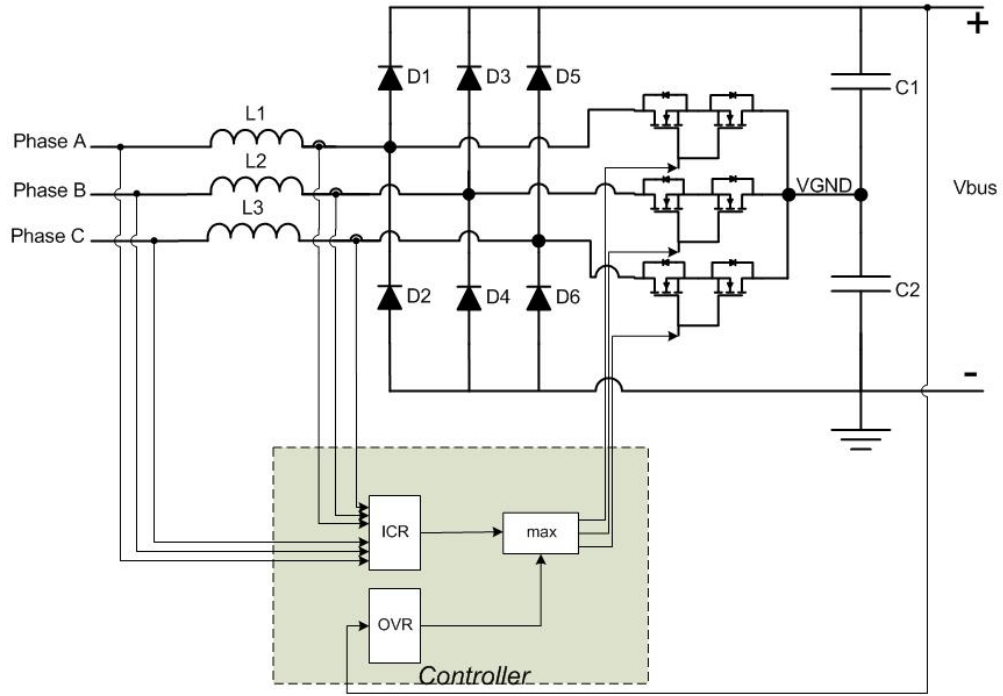 +
D1
D3
D5
C1
L1
Phase A
L2
Phase B
VGND
Vbus
L3
Phase C
D2
D4
D6
C2
-
ICR
max
OVR
Controller